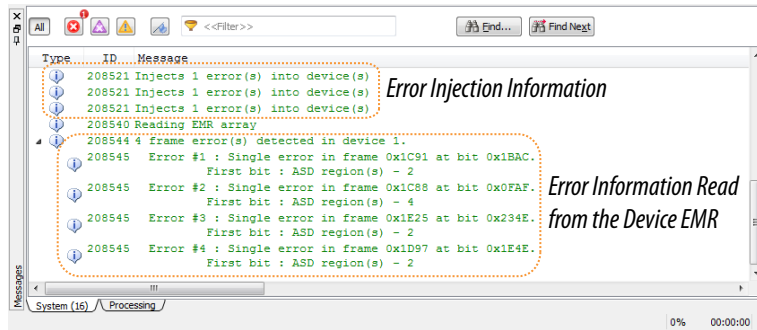 All
<<Filter>>
Find...
Find Next
Type ID Message
208521 Injects 1 error(s) into device(s)
208521 Injects 1 error(s) into device(s)
208521 Injects 1 error(s) into device(s)
Error Injection Information
208540 Reading EMR array
208544 4 frame error(s) detected in device 1.
208545 Error #1 : Single error in frame 0x1C91 at bit 0x1BAC.
First bit : ASD region(s) - 2
208545 Error #2 : Single error in frame 0x1C88 at bit 0x0FAF.
First bit : ASD region(s) - 4
208545 Error #3 : Single error in frame 0x1E25 at bit 0x234E.
First bit : ASD region(s) - 2
208545 Error #4 : Single error in frame 0x1D97 at bit 0x1E4E.
First bit : ASD region(s) - 2
Error Information Read
from the Device EMR
Messages
System (16)
Processing
0% 00:00:00